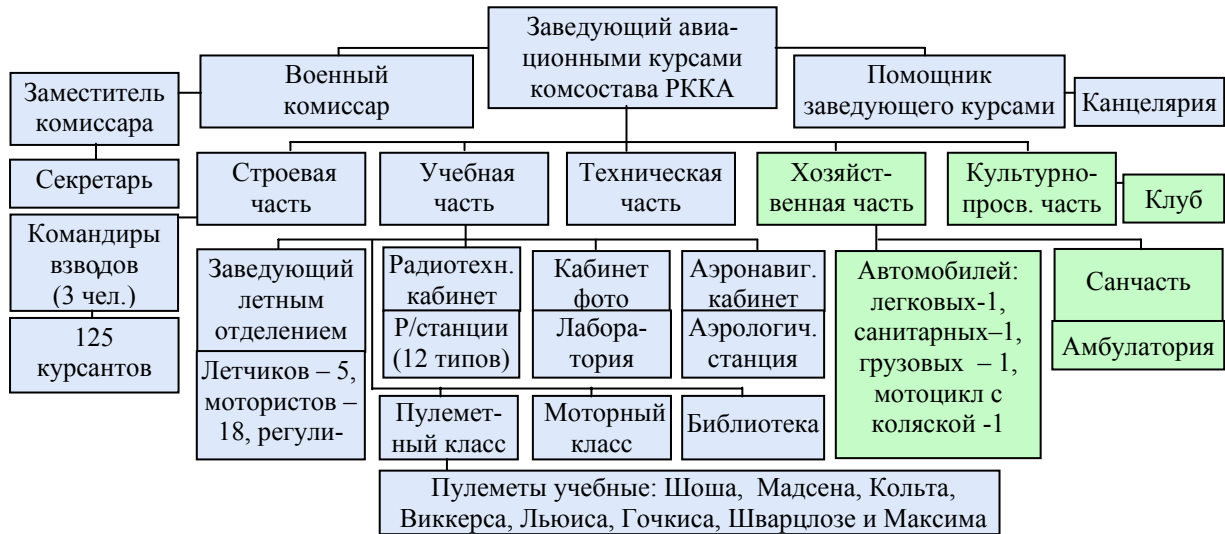 Заведующий авиа-
ционными курсами
комсостава РККА
Военный
комиссар
Помощник
заведующего курсами
Заместитель
комиссара
Канцелярия
Секретарь
Строевая
часть
Учебная
часть
Техническая
часть
Хозяйст-
венная часть
Культурно-
просв. часть
Клуб
Командиры
взводов
(3 чел.)
125
курсантов
Заведующий
летным
отделением
Летчиков – 5,
мотористов –
18, регули-
Радиотехн.
кабинет
Р/станции
(12 типов)
Кабинет
фото
Лабора-
тория
Аэронавиг.
кабинет
Аэрологич.
станция
Автомобилей:
легковых-1,
санитарных–1,
грузовых – 1,
мотоцикл с
коляской -1
Санчасть
Амбулатория
Пулемет-
ный класс
Моторный
класс
Библиотека
Пулеметы учебные: Шоша, Мадсена, Кольта,
Виккерса, Льюиса, Гочкиса, Шварцлозе и Максима